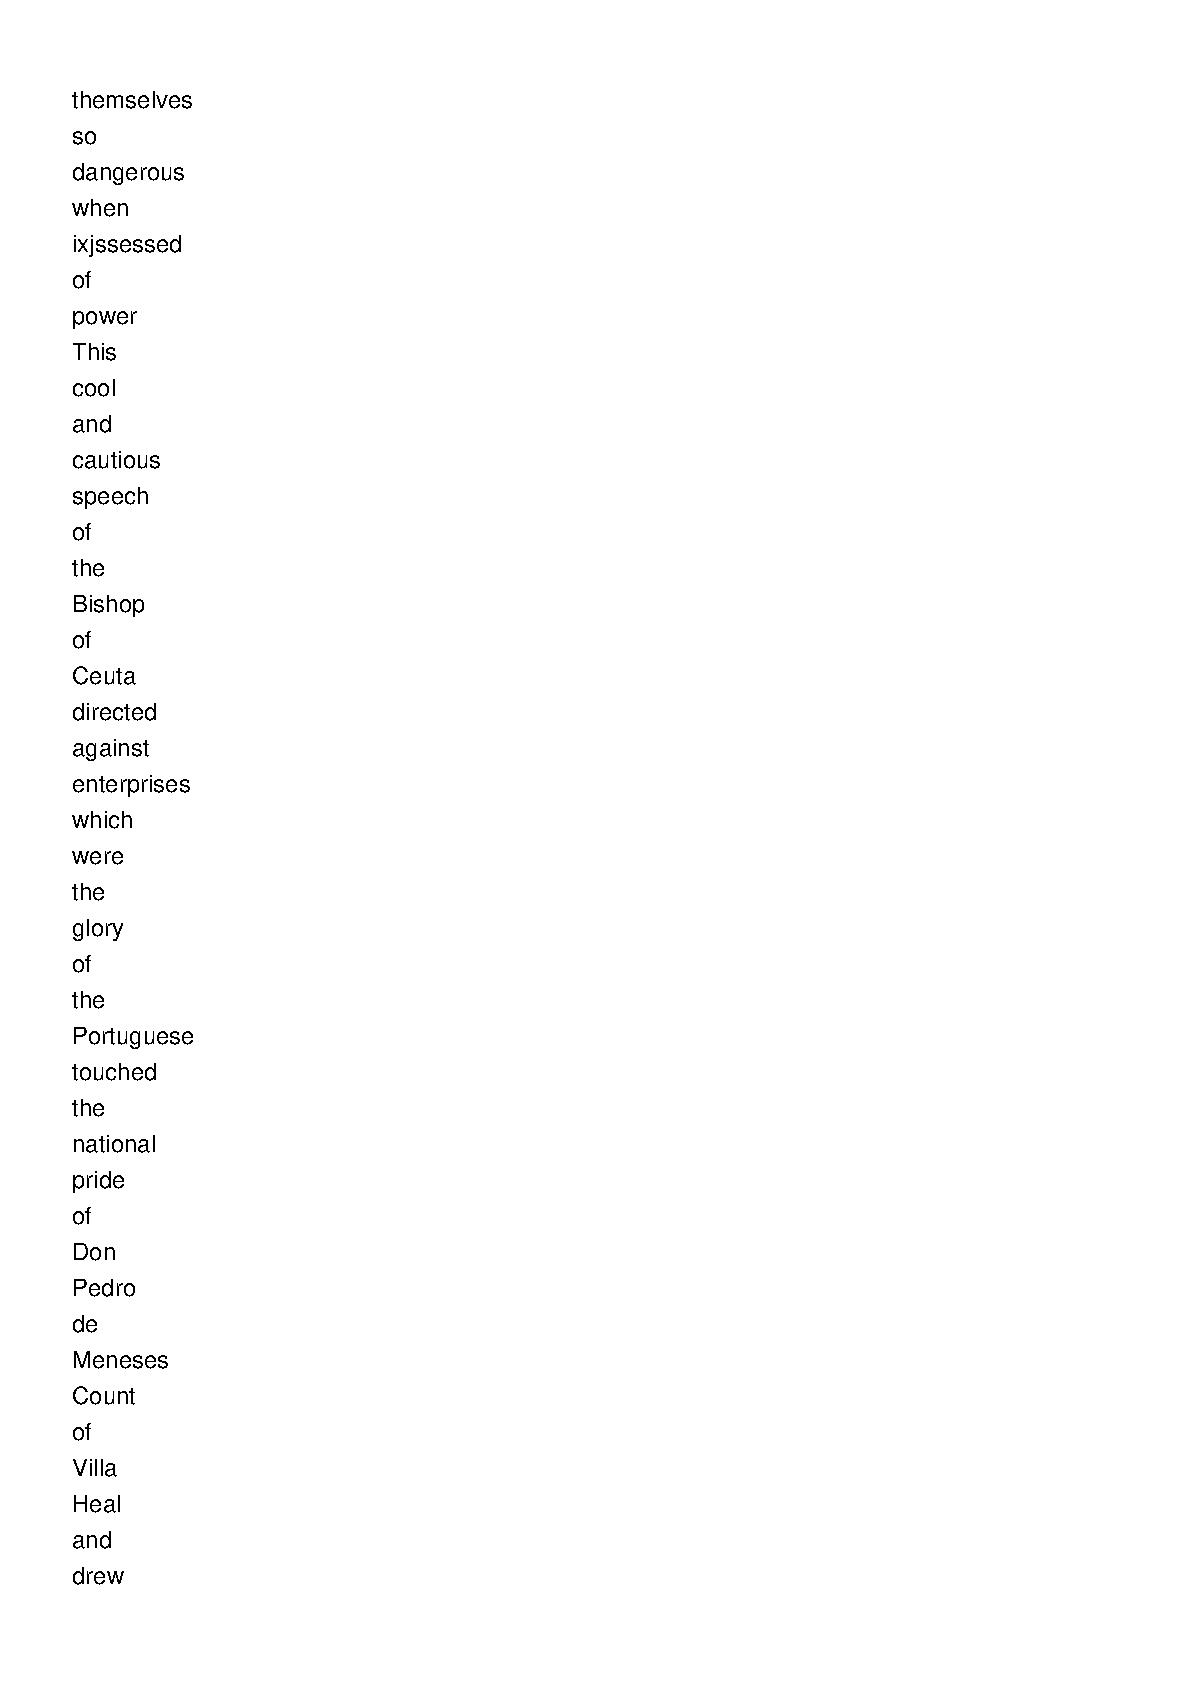 themselves
so
dangerous
when
ixjssessed
of
power
This
cool
and
cautious
speech
of
the
Bishop
of
Ceuta
directed
against
enterprises
which
were
the
glory
of
the
Portuguese
touched
the
national
pride
of
Don
Pedro
de
Meneses
Count
of
Villa
Heal
and
drew